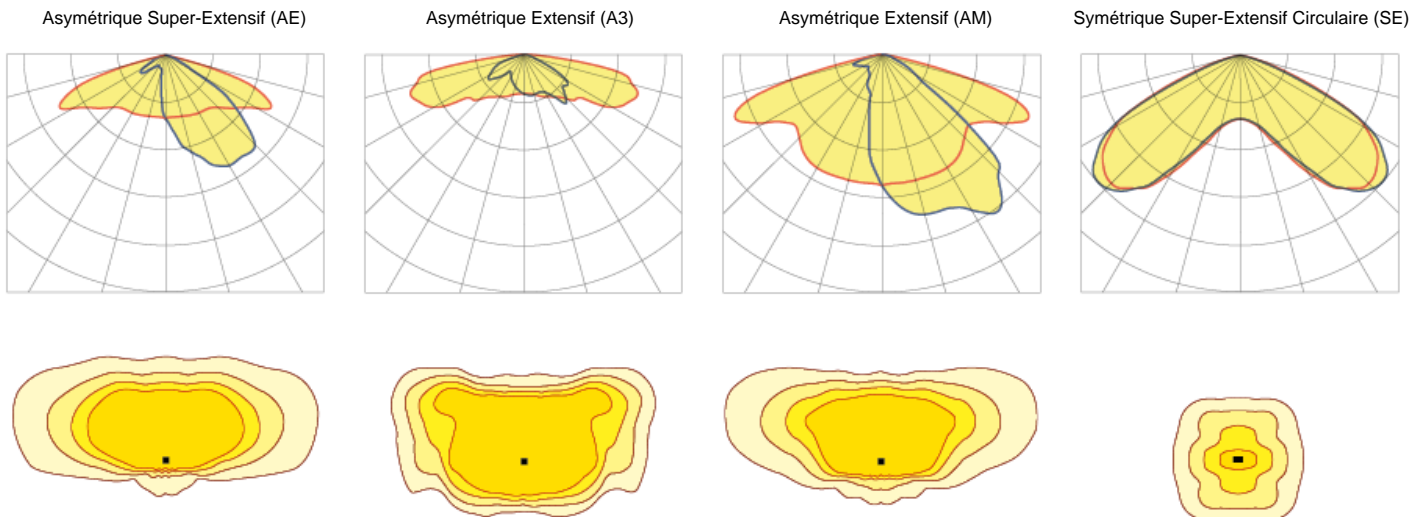 Asymétrique Super-Extensif (AE)
Asymétrique Extensif (A3)
Asymétrique Extensif (AM)
Symétrique Super-Extensif Circulaire (SE)